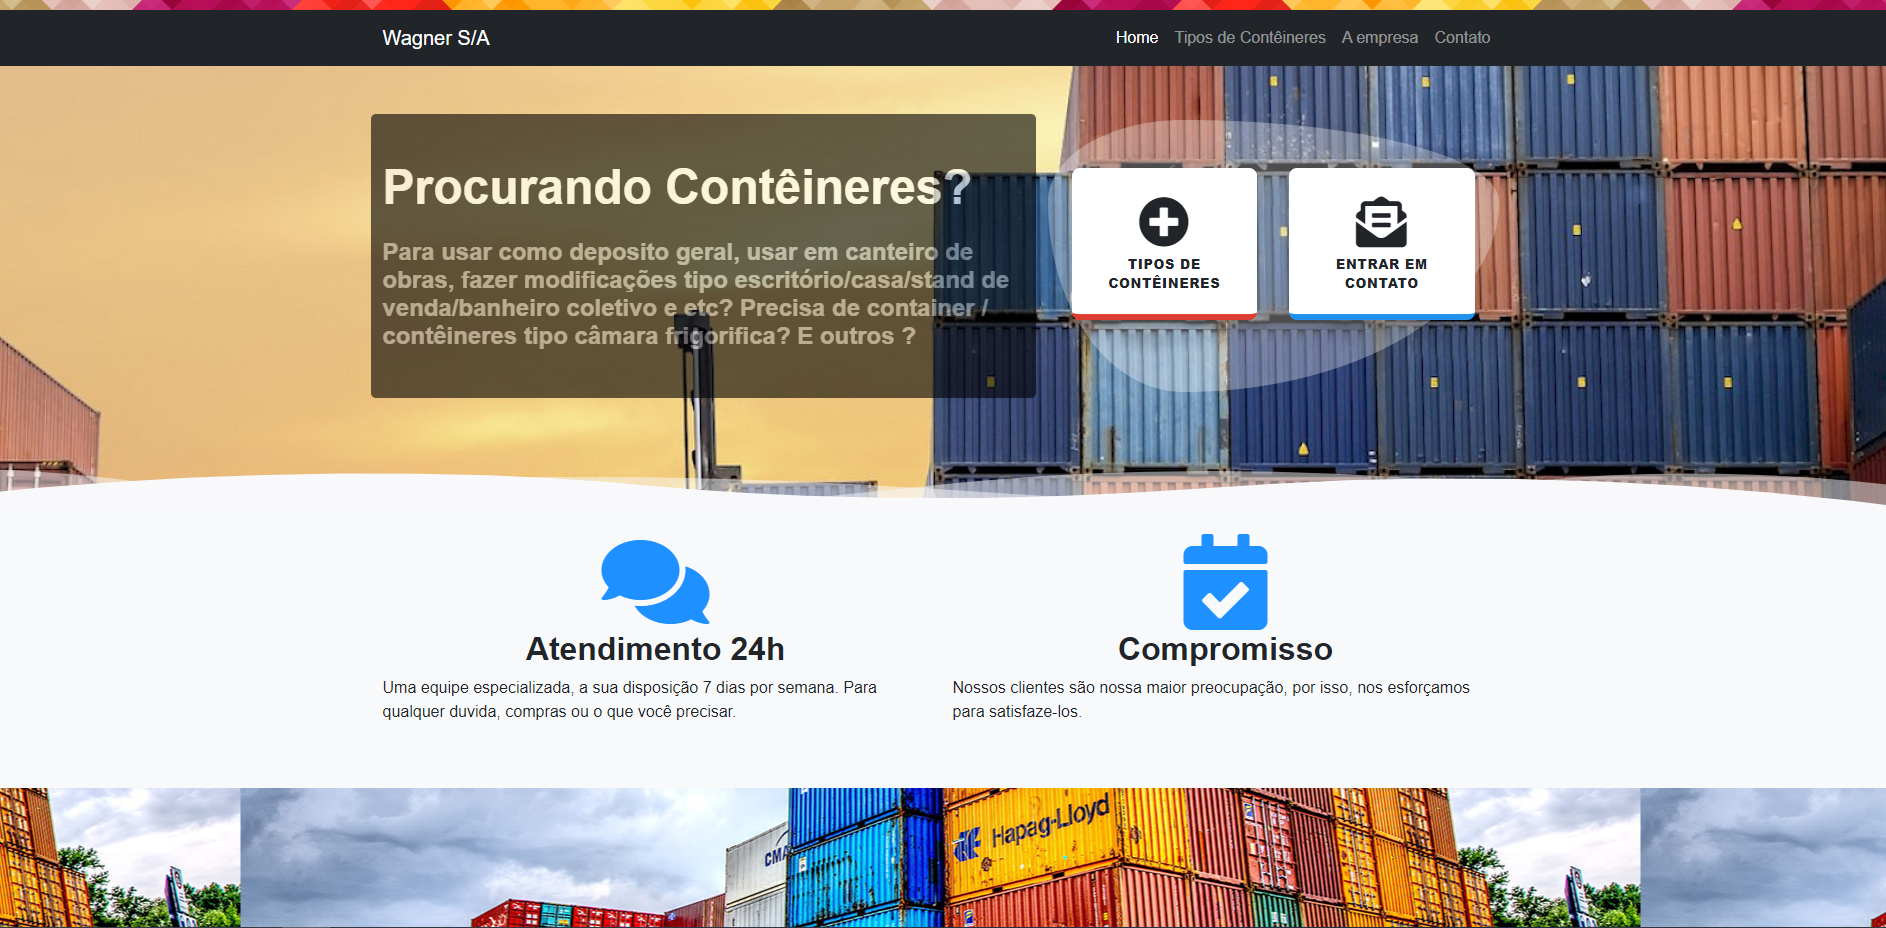 Wagner S/A
Home Tipos de Contêineres A empresa Contato
Procurando Contêineres?
Para usar como deposito geral, usar em canteiro de
obras, fazer modificações tipo escritório/casa/stand de
venda/banheiro coletivo e etc? Precisa de container /
contêineres tipo câmara frigorifica? E outros ?
TIPOS DE
CONTÊINERES
ENTRAR EM
CONTATO
Atendimento 24h
Uma equipe especializada, a sua disposição 7 dias por semana. Para
qualquer duvida, compras ou o que você precisar.
Compromisso
Nossos clientes são nossa maior preocupação, por isso, nos esforçamos
para satisfaze-los.
CMA
Hapag-Lloyd